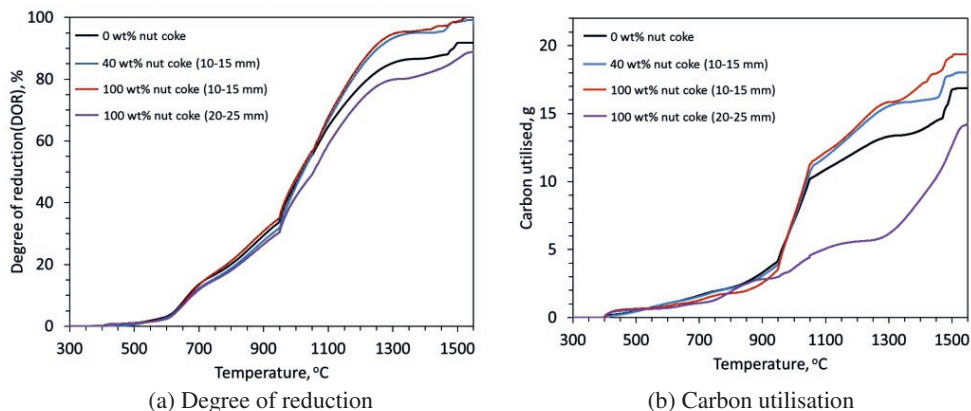 100
80
60
40
20
0
Degree of reduction(DOR), %
0 wt% nut coke
40 wt% nut coke (10-15 mm)
100 wt% nut coke (10-15 mm)
100 wt% nut coke (20-25 mm)
300 500 700 900 1100 1300 1500
Temperature, °C
(a) Degree of reduction
20
15
10
5
0
Carbon utilised, g
0 wt% nut coke
40 wt% nut coke (10-15 mm)
100 wt% nut coke (10-15 mm)
100 wt% nut coke (20-25 mm)
300 500 700 900 1100 1300 1500
Temperature, °C
(b) Carbon utilisation